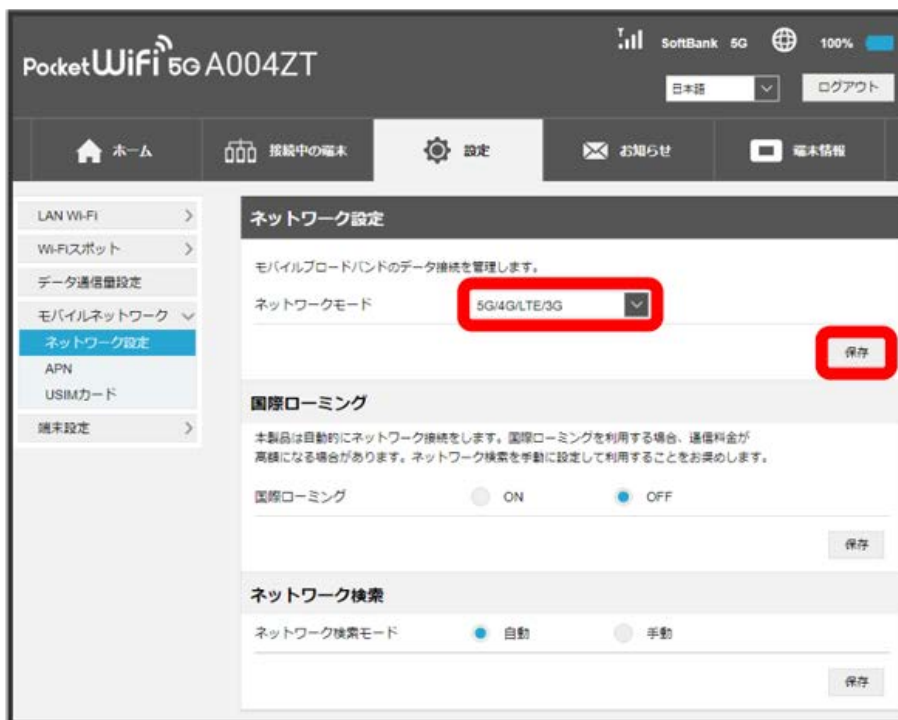 SoftBank 5G 100%
Pocket WiFi 5G A004ZT
日本語 ログアウト
ホーム 接続中の端末 設定 お知らせ 端末情報
LAN Wi-Fi
Wi-Fiスポット
データ通信量設定
モバイルネットワーク
ネットワーク設定
APN
USIMカード
端末設定
ネットワーク設定
モバイルブロードバンドのデータ接続を管理します。
ネットワークモード 5G/4G/LTE/3G
保存
国際ローミング
本製品は自動的にネットワーク接続をします。国際ローミングを利用する場合、通信料金が
高額になる場合があります。ネットワーク検索を手動に設定して利用することをお奨めします。
国際ローミング ON OFF
保存
ネットワーク検索
ネットワーク検索モード 自動 手動
保存